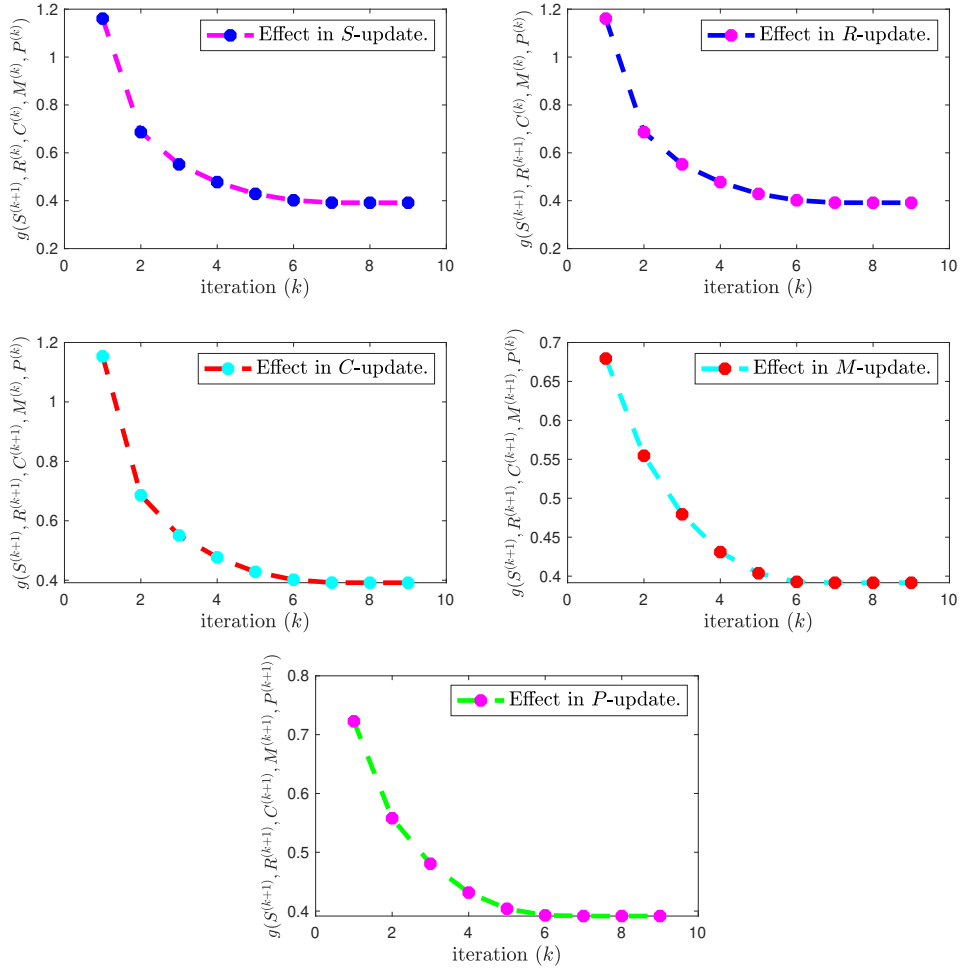 Effect in S-update.
g(S^(k+1), R^(k), C^(k), M^(k), P^(k))
1.2
1
0.8
0.6
0.4
0.2
0 2 4 6 8 10
iteration (k)
Effect in R-update.
g(S^(k+1), R^(k+1), C^(k), M^(k), P^(k))
1.2
1
0.8
0.6
0.4
0.2
0 2 4 6 8 10
iteration (k)
Effect in C-update.
g(S^(k+1), R^(k+1), C^(k+1), M^(k), P^(k))
1.2
1
0.8
0.6
0.4
0 2 4 6 8 10
iteration (k)
Effect in M-update.
g(S^(k+1), R^(k+1), C^(k+1), M^(k+1), P^(k))
0.7
0.65
0.6
0.55
0.5
0.45
0.4
0 2 4 6 8 10
iteration (k)
Effect in P-update.
g(S^(k+1), R^(k+1), C^(k+1), M^(k+1), P^(k+1))
0.8
0.7
0.6
0.5
0.4
0 2 4 6 8 10
iteration (k)